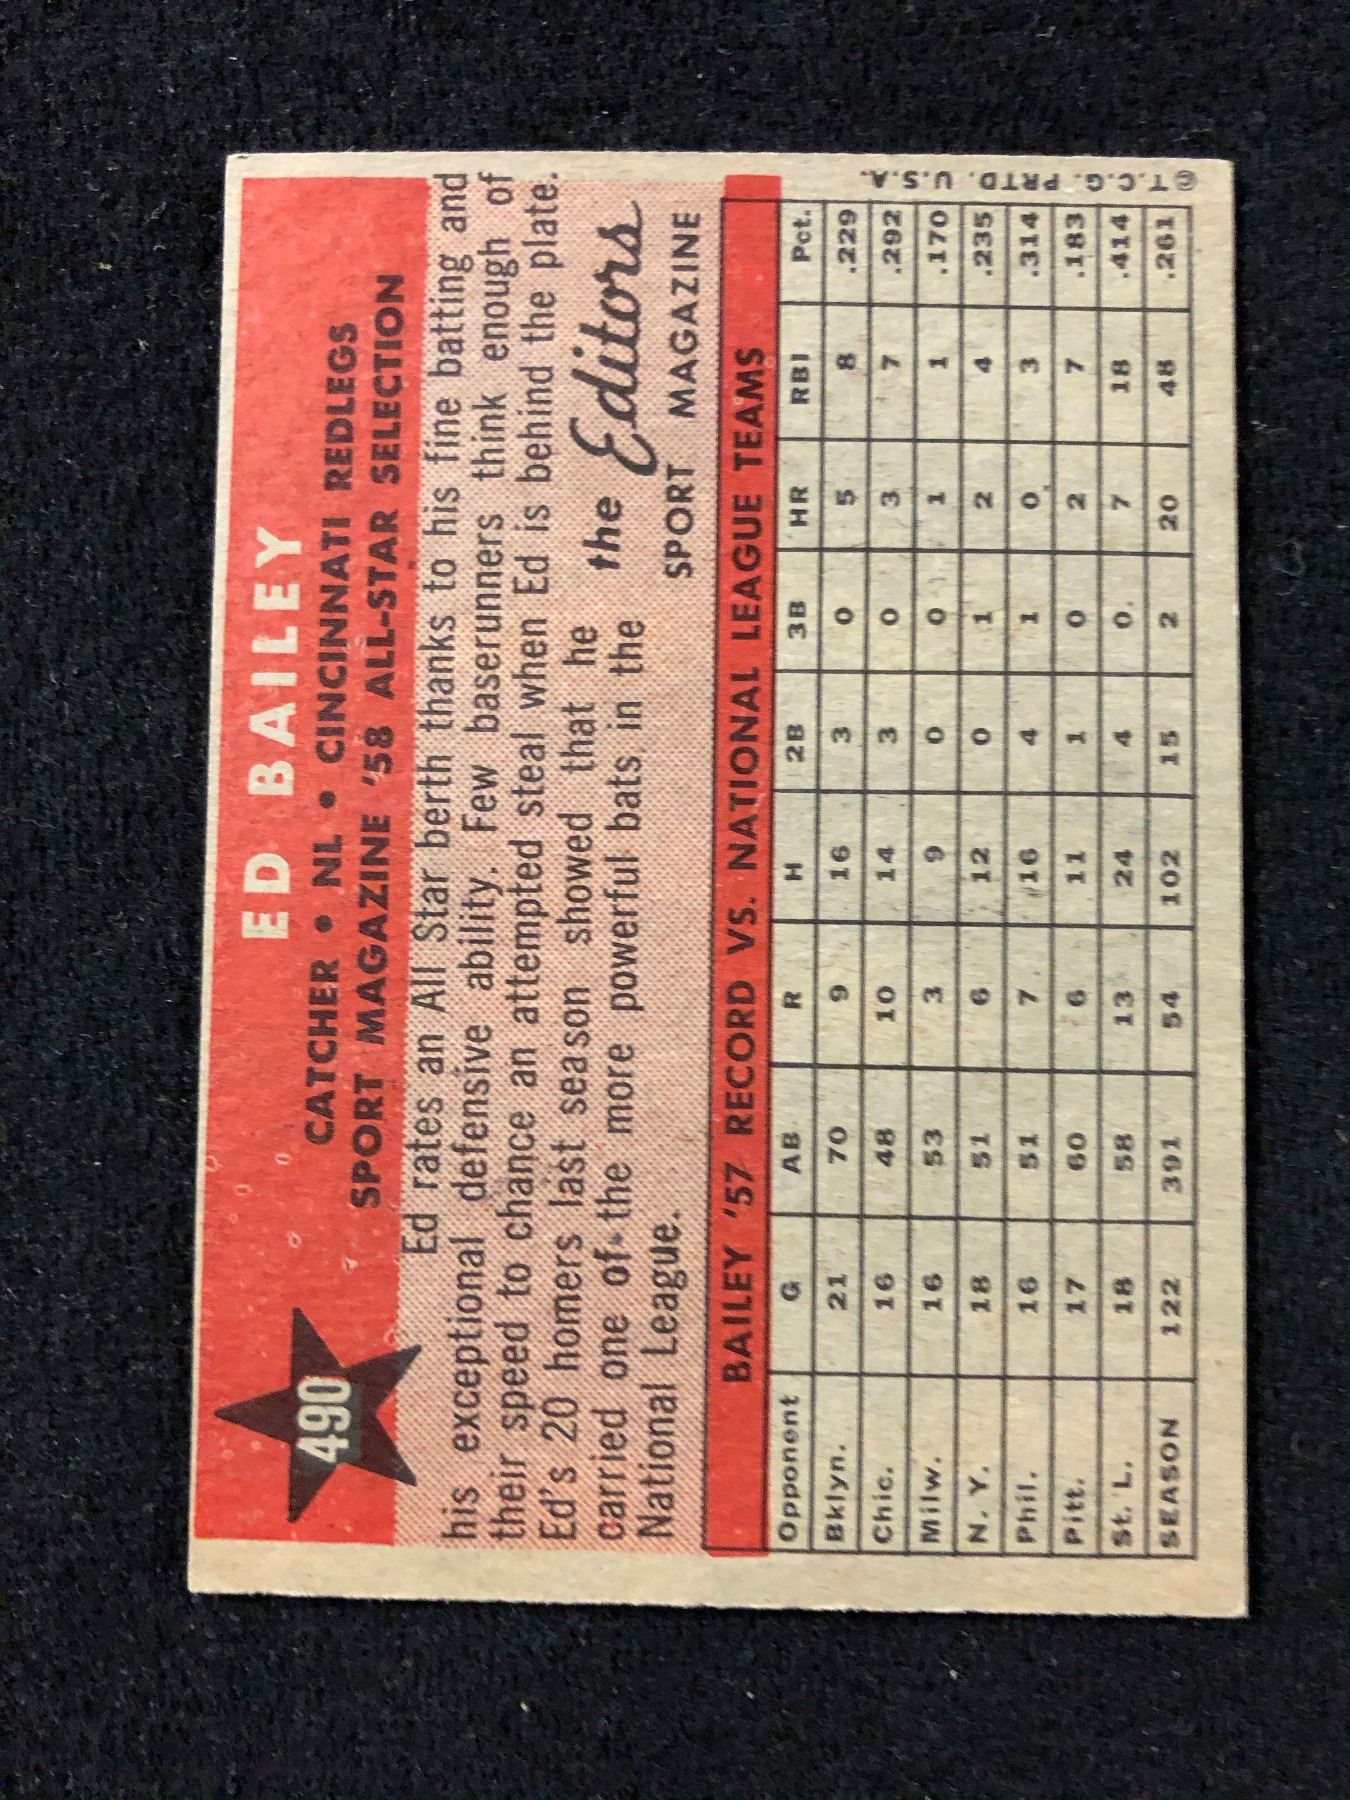 490
ED BAILEY
CATCHER • NL • CINCINNATI REDLEGS
SPORT MAGAZINE '58 ALL-STAR SELECTION
Ed rates an All Star berth thanks to his fine batting and
his exceptional defensive ability. Few baserunners think enough of
their speed to chance an attempted steal when Ed is behind the plate.
Ed's 20 homers last season showed that he
carried one of the more powerful bats in the
National League.
the Editors
SPORT MAGAZINE
BAILEY '57 RECORD VS. NATIONAL LEAGUE TEAMS
Opponent G AB R H 2B 3B HR RBI Pct.
Bklyn. 21 70 9 16 3 0 5 8 .229
Chic. 16 48 10 14 3 0 3 7 .292
Milw. 16 53 3 9 0 0 1 1 .170
N. Y. 18 51 6 12 0 1 2 4 .235
Phil. 16 51 7 16 4 1 0 3 .314
Pitt. 17 60 6 11 1 0 2 7 .183
St. L. 18 58 13 24 4 0 7 18 .414
SEASON 122 391 54 102 15 2 20 48 .261
© T.C.G. PRTD. U.S.A.